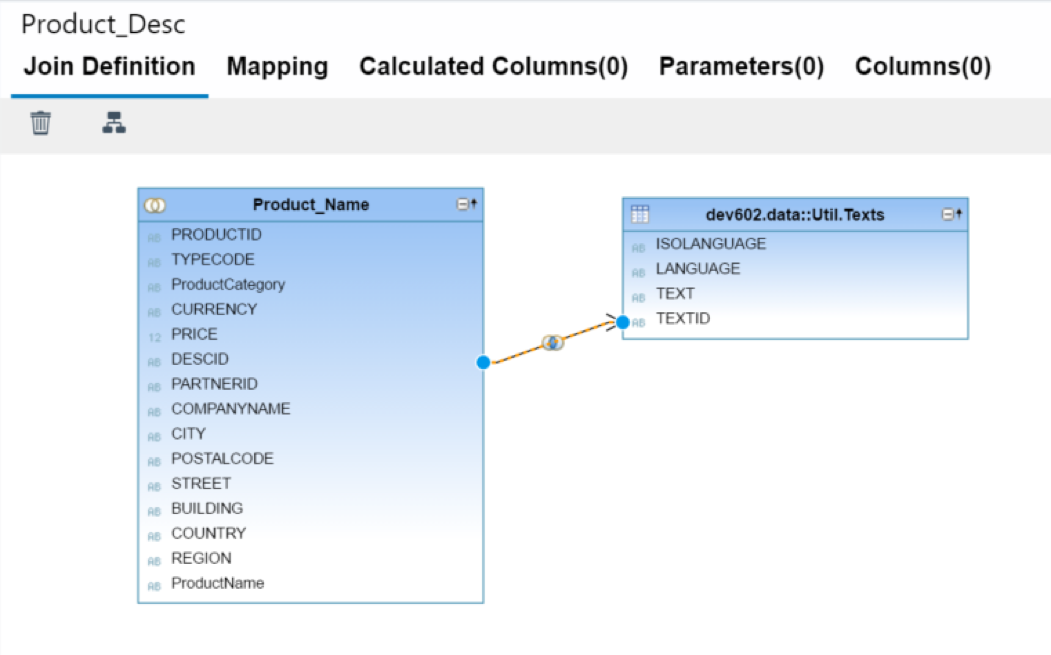 Product_Desc
Join Definition Mapping Calculated Columns(0) Parameters(0) Columns(0)
Product_Name
AB PRODUCTID
AB TYPECODE
AB ProductCategory
AB CURRENCY
12 PRICE
AB DESCID
AB PARTNERID
AB COMPANYNAME
AB CITY
AB POSTALCODE
AB STREET
AB BUILDING
AB COUNTRY
AB REGION
AB ProductName
dev602.data::Util.Texts
AB ISOLANGUAGE
AB LANGUAGE
AB TEXT
AB TEXTID